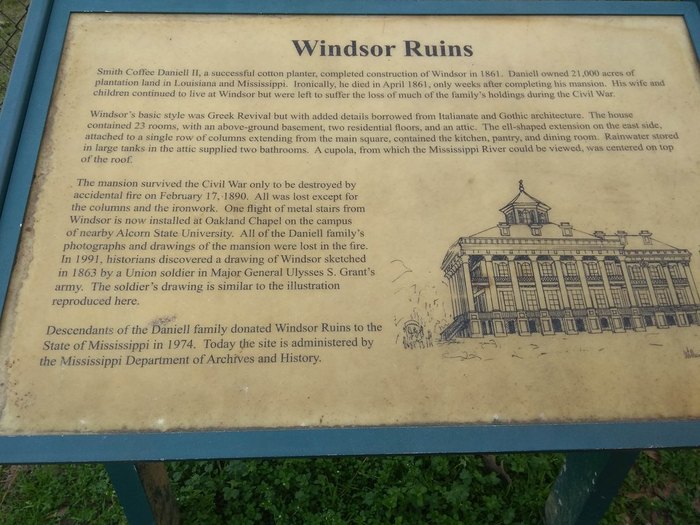 Windsor Ruins
Smith Coffee Daniell II, a successful cotton planter, completed construction of Windsor in 1861. Daniell owned 21,000 acres of
plantation land in Louisiana and Mississippi. Ironically, he died in April 1861, only weeks after completing his mansion. His wife and
children continued to live at Windsor but were left to suffer the loss of much of the family's holdings during the Civil War.
Windsor's basic style was Greek Revival but with added details borrowed from Italianate and Gothic architecture. The house
contained 23 rooms, with an above-ground basement, two residential floors, and an attic. The ell-shaped extension on the east side,
attached to a single row of columns extending from the main square, contained the kitchen, pantry, and dining room. Rainwater stored
in large tanks in the attic supplied two bathrooms. A cupola, from which the Mississippi River could be viewed, was centered on top
of the roof.
The mansion survived the Civil War only to be destroyed by
accidental fire on February 17, 1890. All was lost except for
the columns and the ironwork. One flight of metal stairs from
Windsor is now installed at Oakland Chapel on the campus
of nearby Alcorn State University. All of the Daniell family's
photographs and drawings of the mansion were lost in the fire.
In 1991, historians discovered a drawing of Windsor sketched
in 1863 by a Union soldier in Major General Ulysses S. Grant's
army. The soldier's drawing is similar to the illustration
reproduced here.
Descendants of the Daniell family donated Windsor Ruins to the
State of Mississippi in 1974. Today the site is administered by
the Mississippi Department of Archives and History.